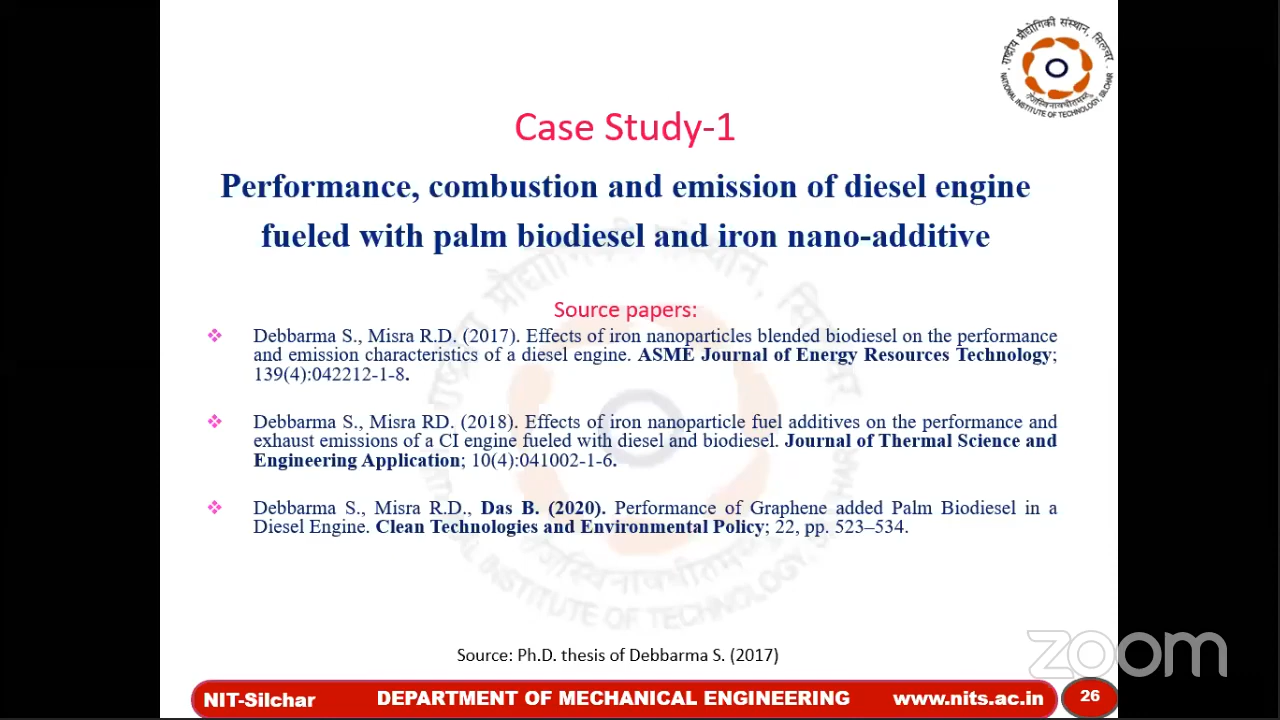 राष्ट्रीय प्रौद्योगिकी संस्थान, सिलचर
NATIONAL INSTITUTE OF TECHNOLOGY, SILCHAR
Case Study-1
Performance, combustion and emission of diesel engine
fueled with palm biodiesel and iron nano-additive
Source papers:
❖ Debbarma S., Misra R.D. (2017). Effects of iron nanoparticles blended biodiesel on the performance
and emission characteristics of a diesel engine. ASME Journal of Energy Resources Technology;
139(4):042212-1-8.
❖ Debbarma S., Misra RD. (2018). Effects of iron nanoparticle fuel additives on the performance and
exhaust emissions of a CI engine fueled with diesel and biodiesel. Journal of Thermal Science and
Engineering Application; 10(4):041002-1-6.
❖ Debbarma S., Misra R.D., Das B. (2020). Performance of Graphene added Palm Biodiesel in a
Diesel Engine. Clean Technologies and Environmental Policy; 22, pp. 523–534.
Source: Ph.D. thesis of Debbarma S. (2017)
zoom
NIT-Silchar DEPARTMENT OF MECHANICAL ENGINEERING www.nits.ac.in 26